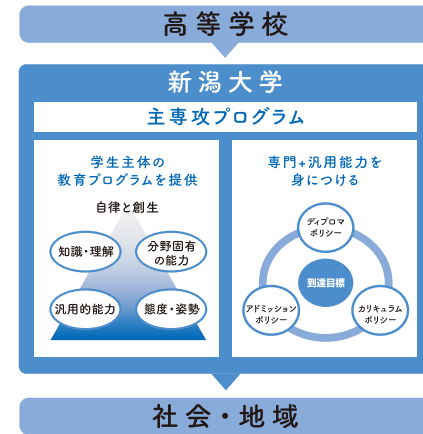 高等学校
新潟大学
主専攻プログラム
学生主体の
教育プログラムを提供
自律と創生
知識・理解
分野固有
の能力
汎用的能力
態度・姿勢
専門+汎用能力を
身につける
ディプロマ
ポリシー
到達目標
アドミッション
ポリシー
カリキュラム
ポリシー
社会・地域